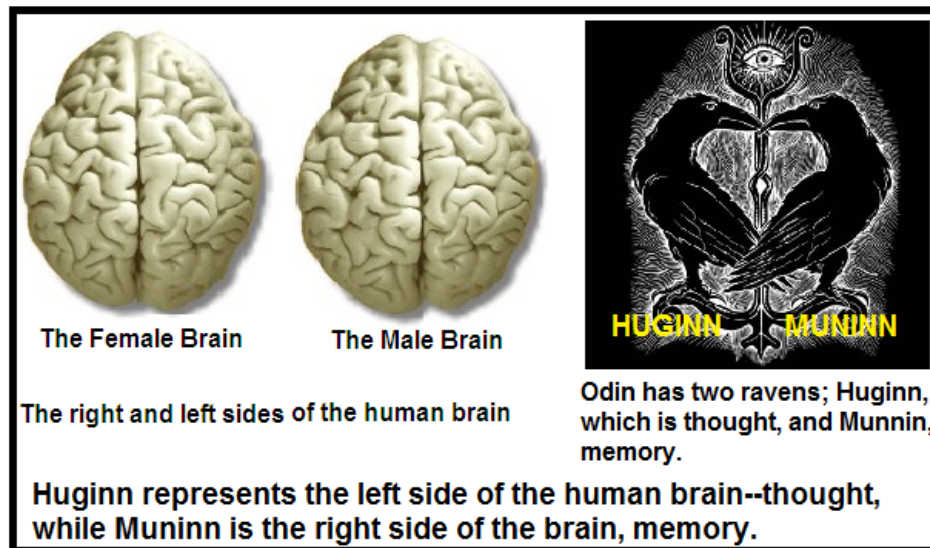 The Female Brain
The Male Brain
The right and left sides of the human brain
HUGINN
MUNINN
Odin has two ravens; Huginn,
which is thought, and Munnin,
memory.
Huginn represents the left side of the human brain--thought,
while Muninn is the right side of the brain, memory.